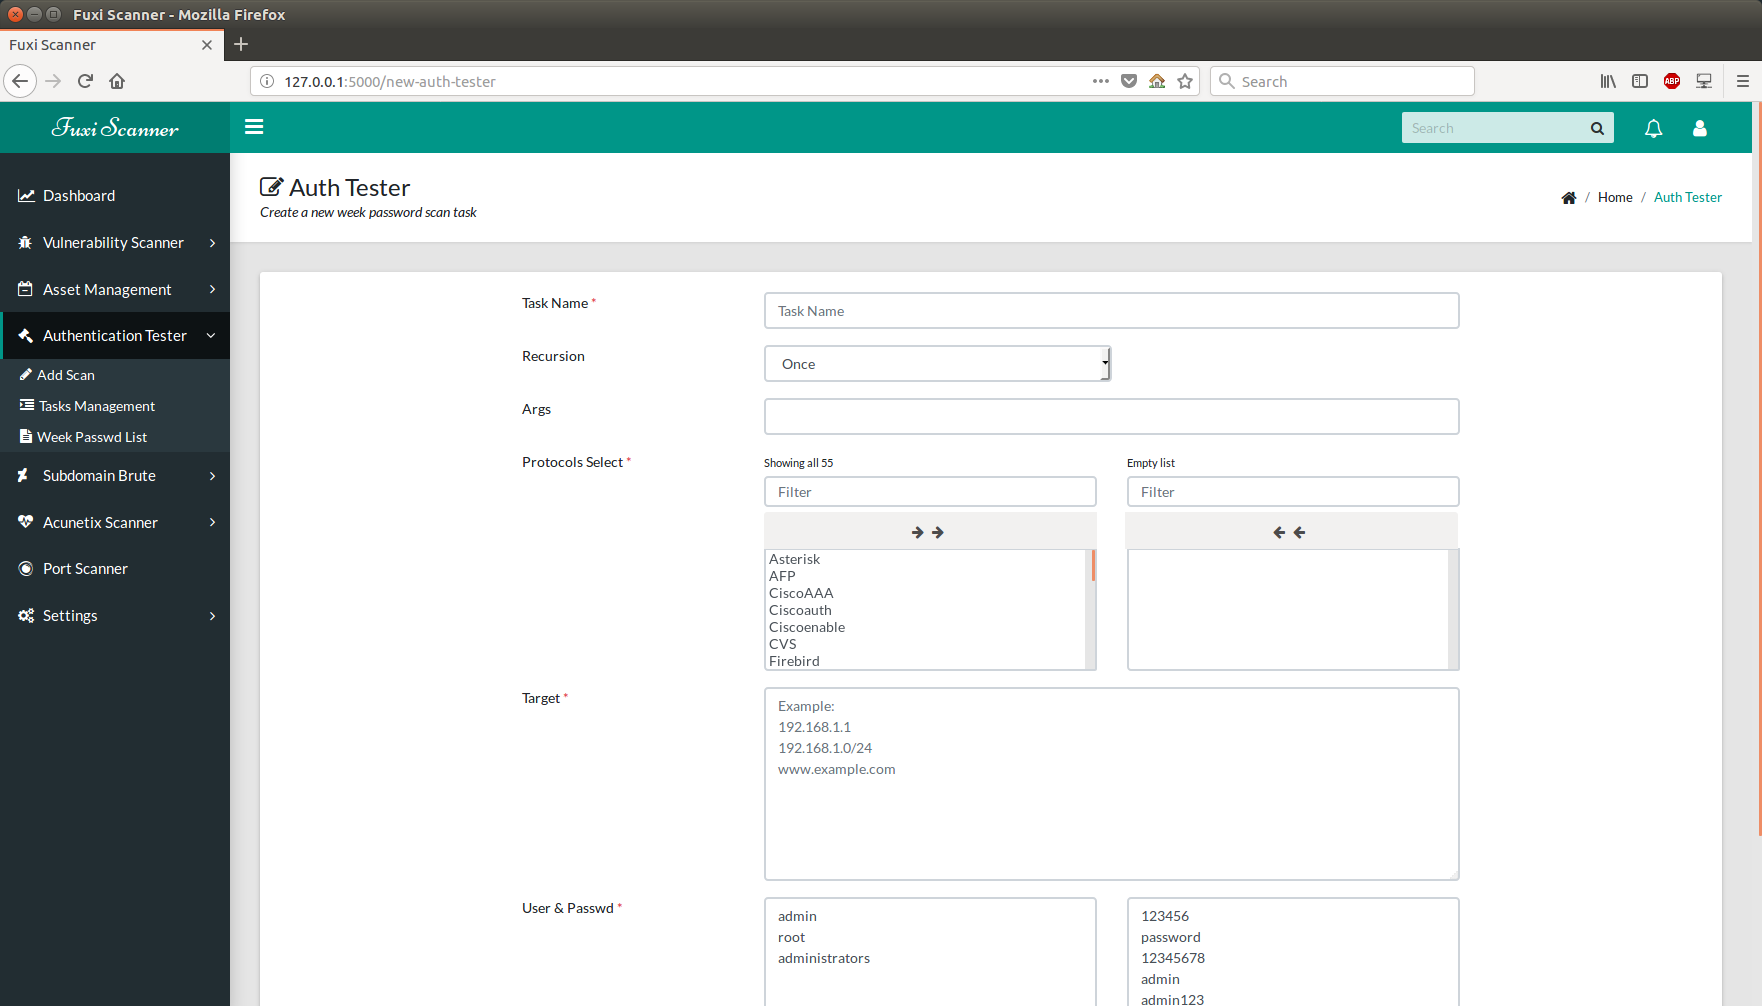 Fuxi Scanner - Mozilla Firefox
Fuxi Scanner
127.0.0.1:5000/new-auth-tester
Search
ABP
Fuxi Scanner
Search
Dashboard
Vulnerability Scanner
Asset Management
Authentication Tester
Add Scan
Tasks Management
Week Passwd List
Subdomain Brute
Acunetix Scanner
Port Scanner
Settings
Auth Tester
Create a new week password scan task
/ Home / Auth Tester
Task Name *
Task Name
Recursion
Once
Args
Protocols Select *
Showing all 55
Filter
Asterisk
AFP
CiscoAAA
Ciscoauth
Ciscoenable
CVS
Firebird
Empty list
Filter
Target *
Example:
192.168.1.1
192.168.1.0/24
www.example.com
User & Passwd *
admin
root
administrators
123456
password
12345678
admin
admin123